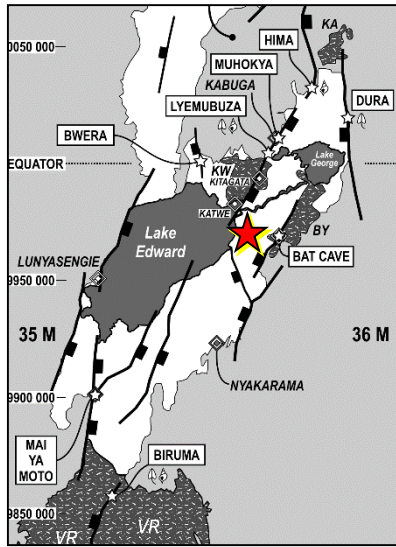 0050 000
KA
HIMA
MUHOKYA
KABUGA
LYEMUBUZA
DURA
BWERA
EQUATOR
KW
KITAGATA
Lake
George
KATWE
Lake
Edward
BY
BAT CAVE
LUNYASENGIE
9950 000
35 M
36 M
NYAKARAMA
9900 000
MAI
YA
MOTO
BIRUMA
9850 000
VR
VR